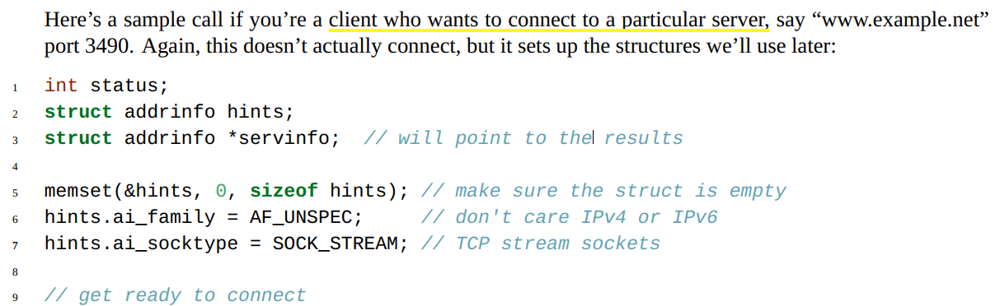 Here’s a sample call if you’re a client who wants to connect to a particular server, say “www.example.net”
port 3490. Again, this doesn’t actually connect, but it sets up the structures we’ll use later:
1 int status;
2 struct addrinfo hints;
3 struct addrinfo *servinfo;  // will point to the results
4
5 memset(&hints, 0, sizeof hints); // make sure the struct is empty
6 hints.ai_family = AF_UNSPEC;     // don't care IPv4 or IPv6
7 hints.ai_socktype = SOCK_STREAM; // TCP stream sockets
8
9 // get ready to connect